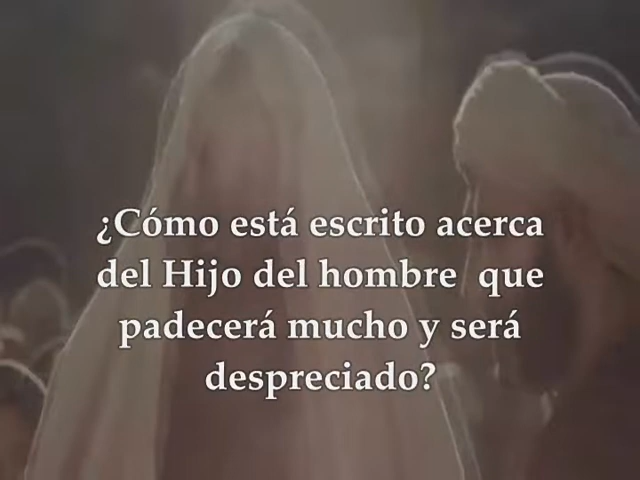 ¿Cómo está escrito acerca
del Hijo del hombre que
padecerá mucho y será
despreciado?